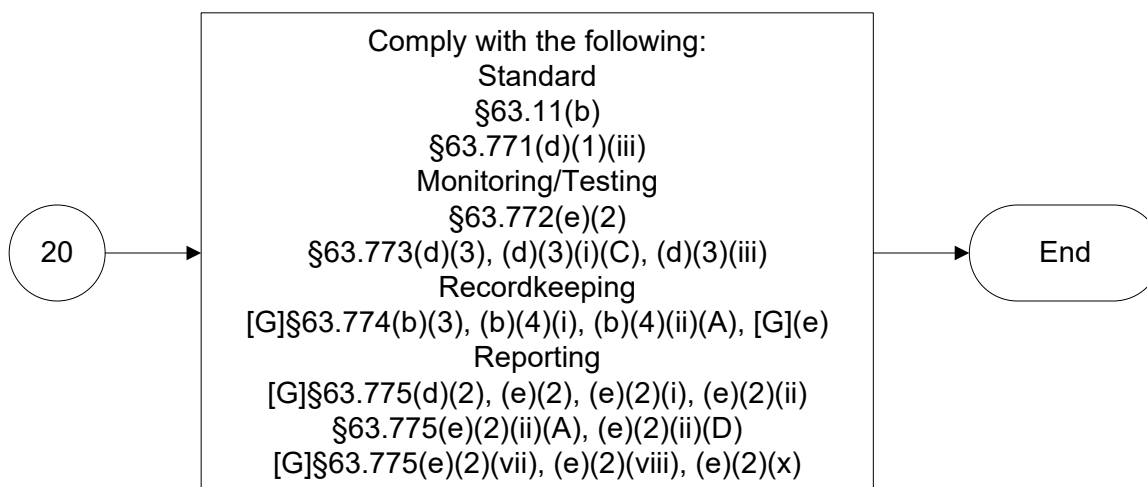 20
Comply with the following:
Standard
§63.11(b)
§63.771(d)(1)(iii)
Monitoring/Testing
§63.772(e)(2)
§63.773(d)(3), (d)(3)(i)(C), (d)(3)(iii)
Recordkeeping
[G]§63.774(b)(3), (b)(4)(i), (b)(4)(ii)(A), [G](e)
Reporting
[G]§63.775(d)(2), (e)(2), (e)(2)(i), (e)(2)(ii)
§63.775(e)(2)(ii)(A), (e)(2)(ii)(D)
[G]§63.775(e)(2)(vii), (e)(2)(viii), (e)(2)(x)
End